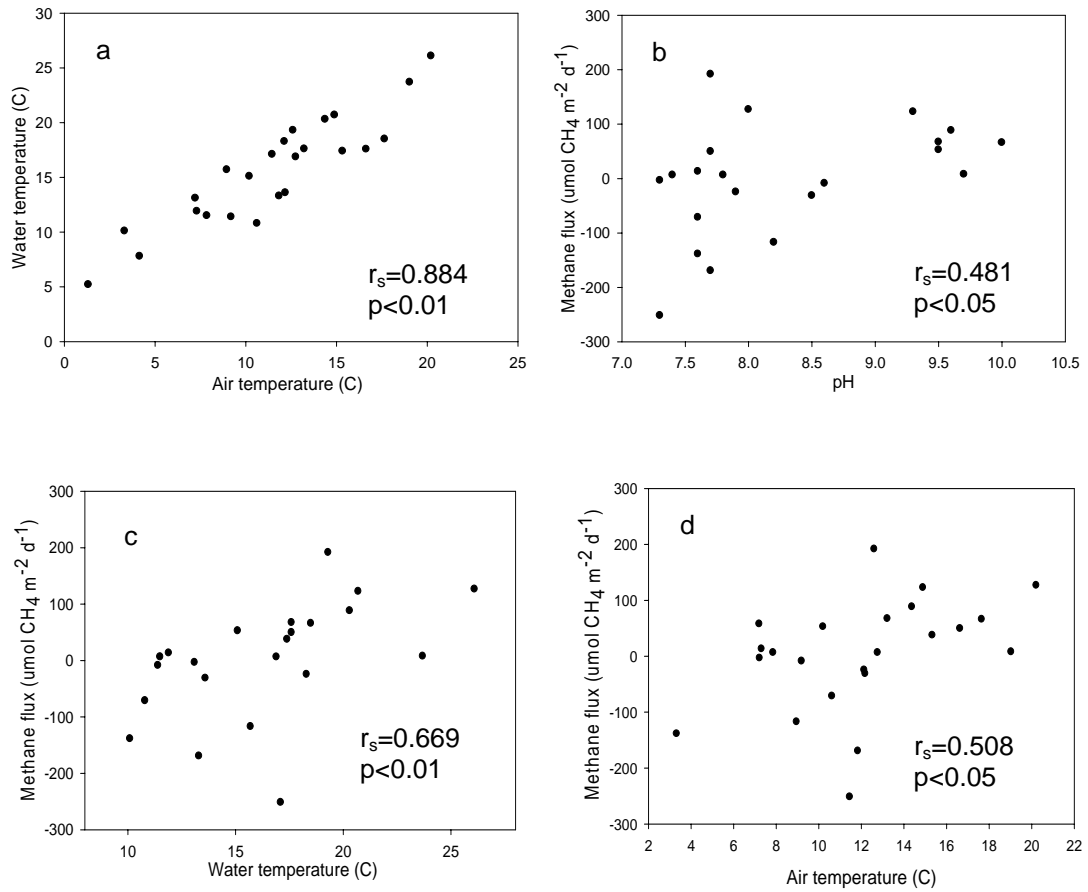 a
Water temperature (C)
30
25
20
15
10
5
0
0 5 10 15 20 25
Air temperature (C)
rs=0.884
p<0.01
b
Methane flux (umol CH4 m-2 d-1)
300
200
100
0
-100
-200
-300
7.0 7.5 8.0 8.5 9.0 9.5 10.0 10.5
pH
rs=0.481
p<0.05
c
Methane flux (umol CH4 m-2 d-1)
300
200
100
0
-100
-200
-300
10 15 20 25
Water temperature (C)
rs=0.669
p<0.01
d
Methane flux (umol CH4 m-2 d-1)
300
200
100
0
-100
-200
-300
2 4 6 8 10 12 14 16 18 20 22
Air temperature (C)
rs=0.508
p<0.05